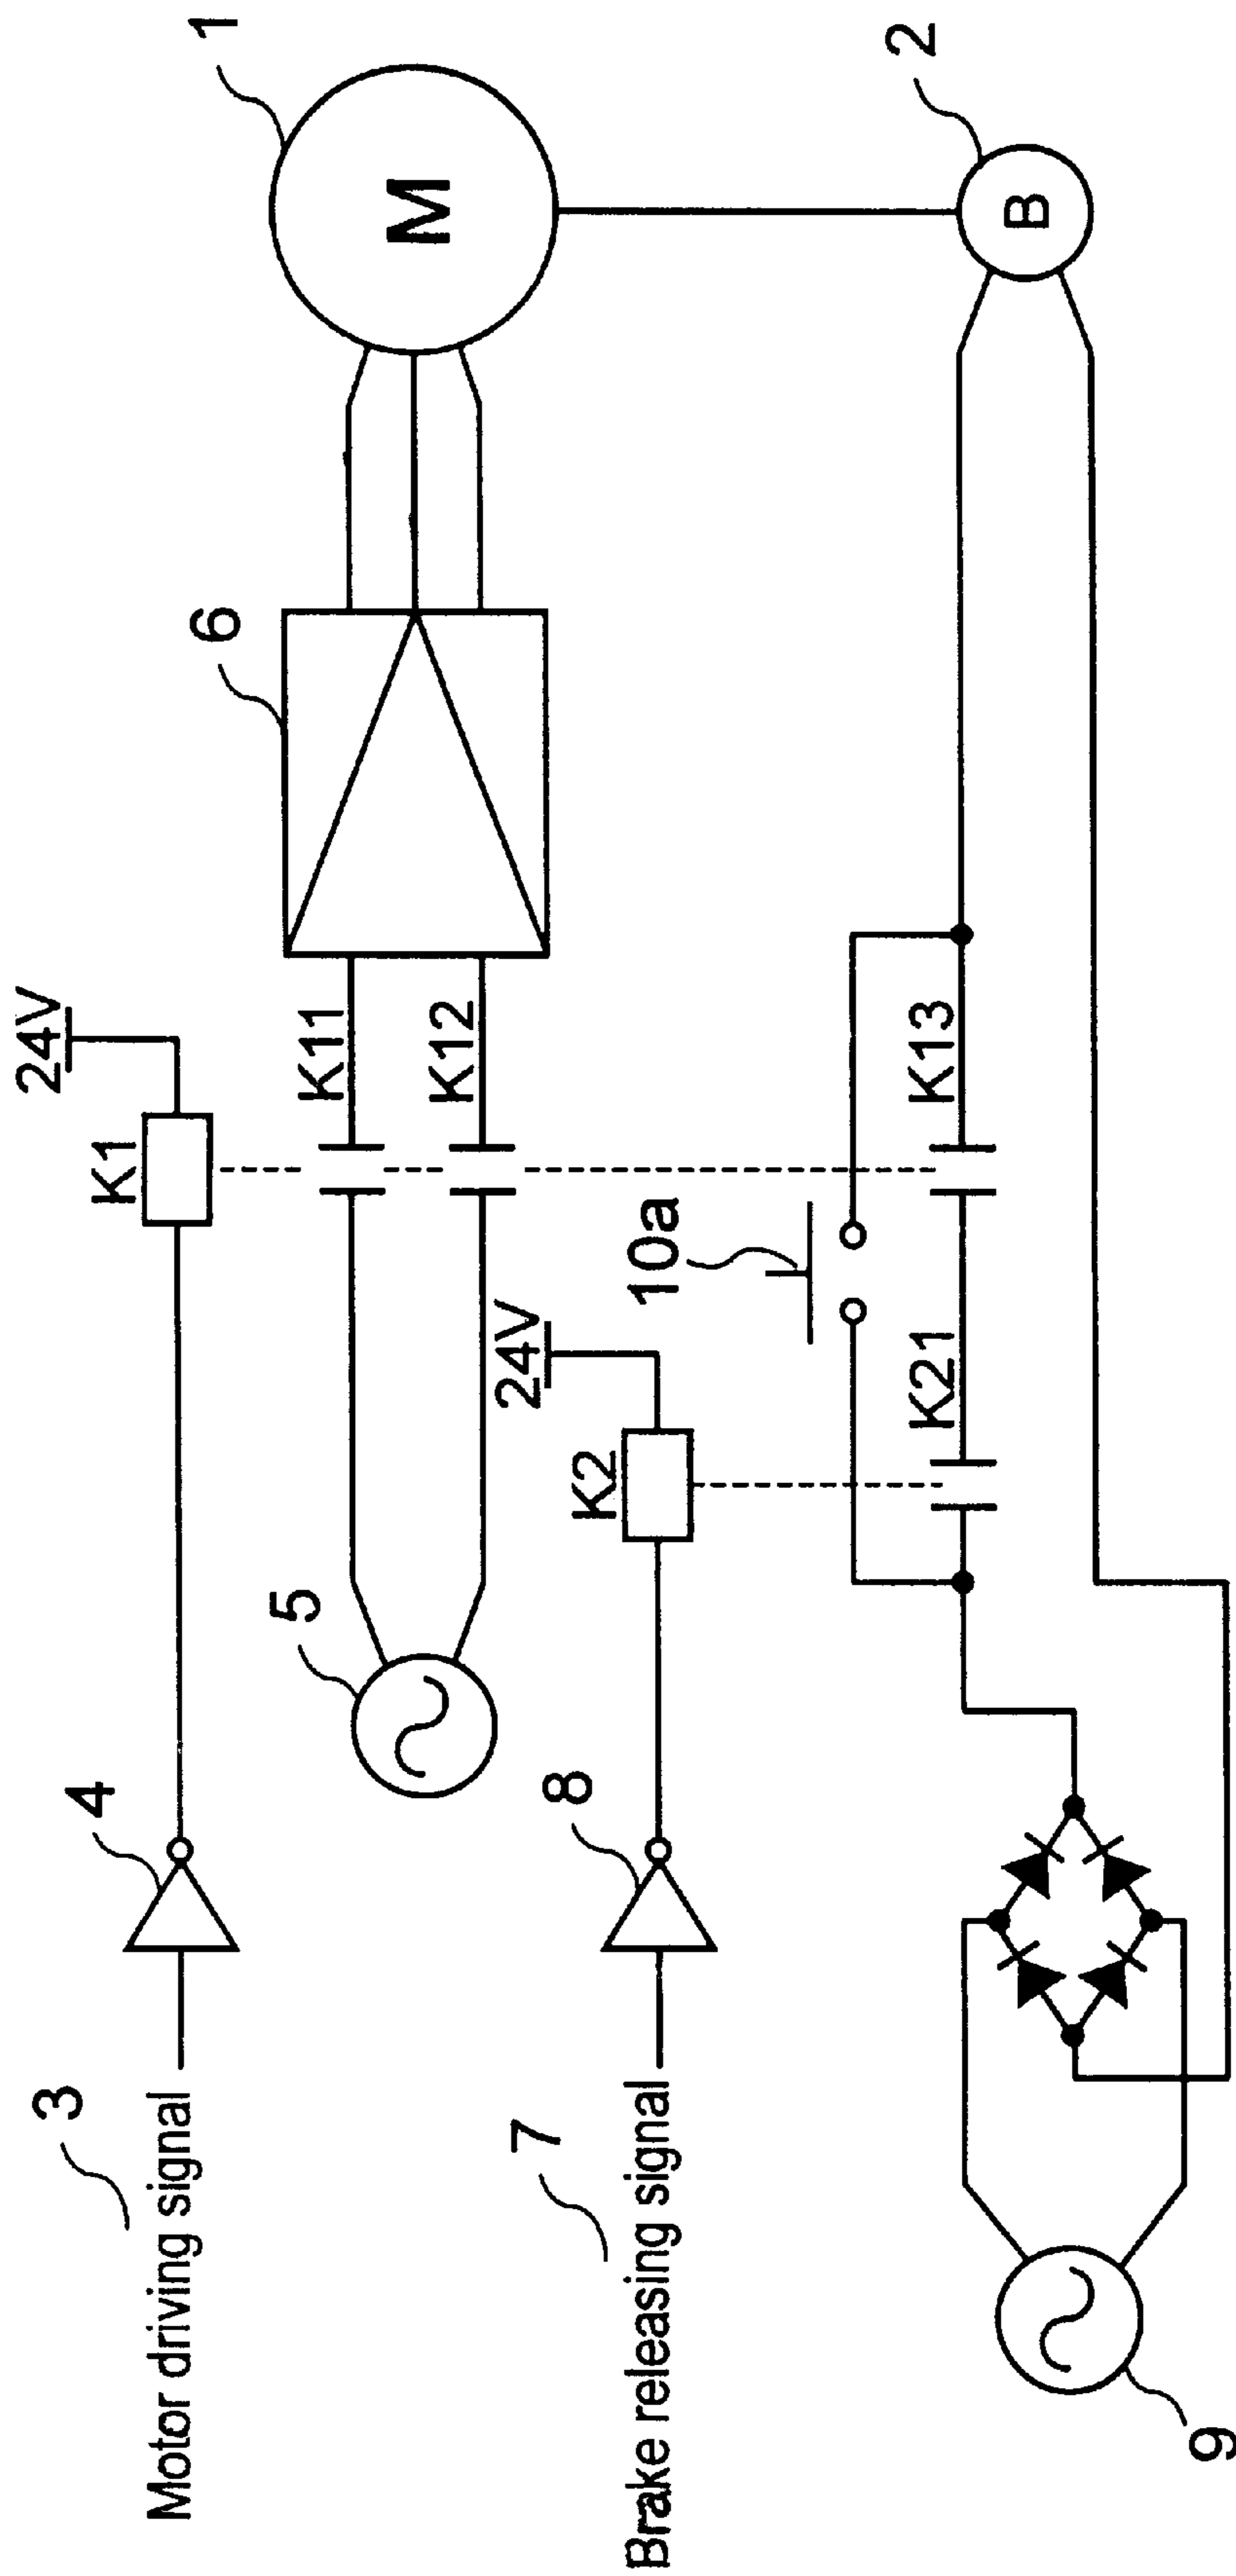 Motor driving signal
3
4
K1
24V
1
M
5
K11
K12
6
Brake releasing signal
7
8
K2
24V
10a
K21
K13
2
B
9